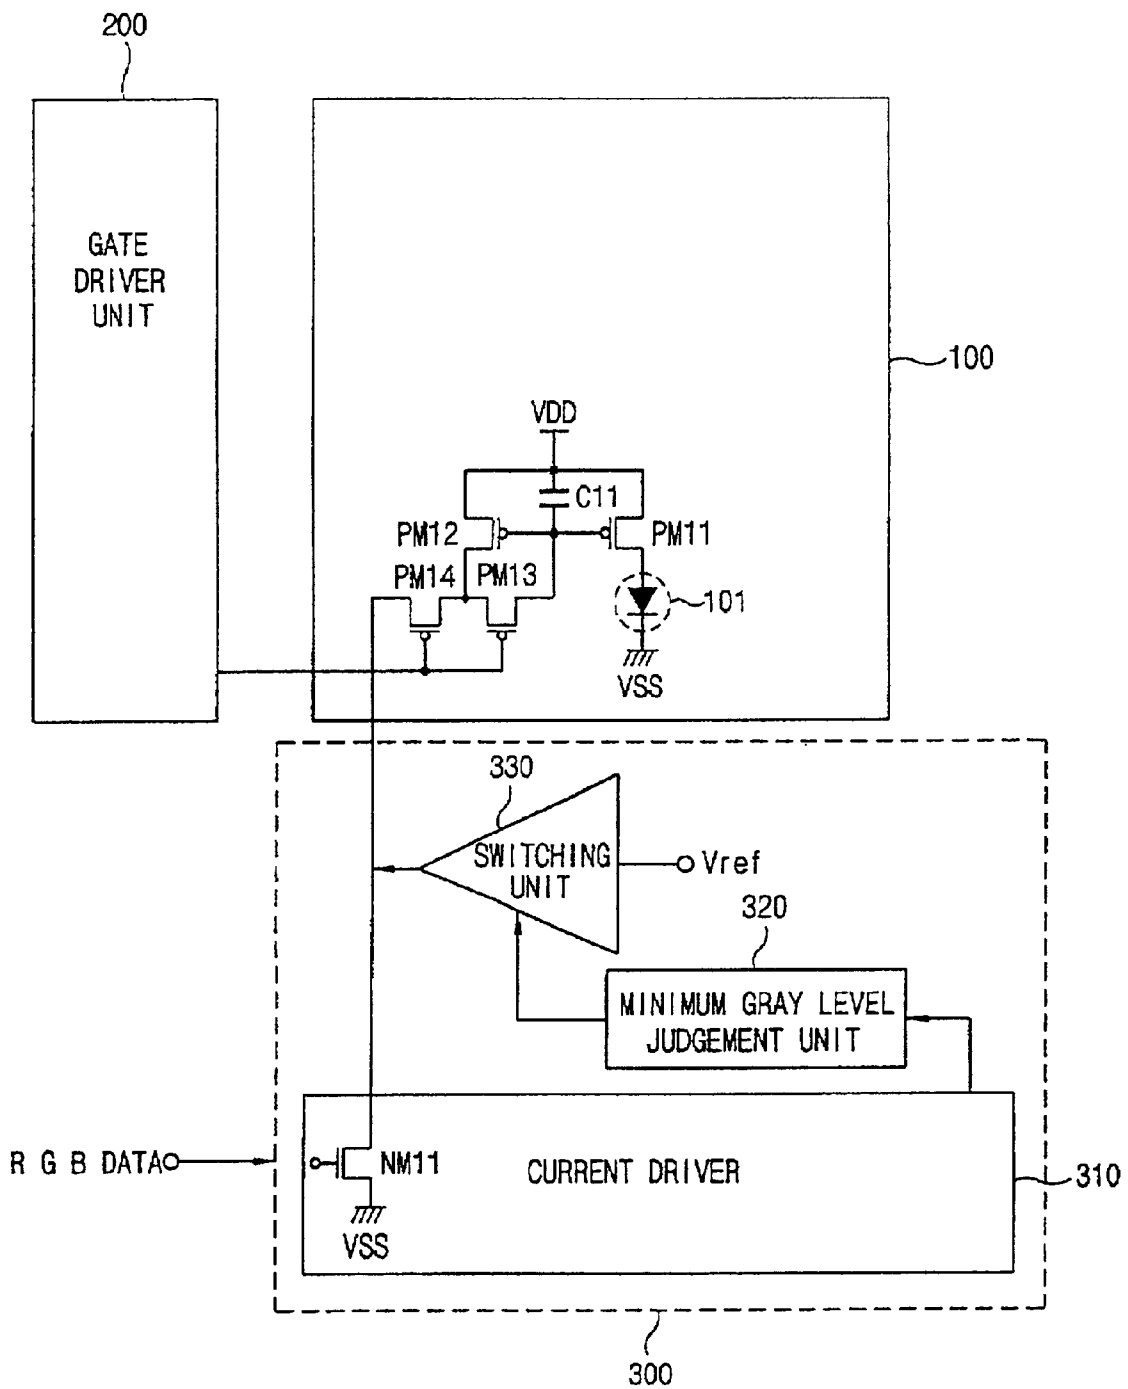 200
GATE
DRIVER
UNIT
100
VDD
C11
PM12
PM11
PM14
PM13
101
VSS
330
SWITCHING
UNIT
Vref
320
MINIMUM GRAY LEVEL
JUDGEMENT UNIT
R G B DATA
NM11
CURRENT DRIVER
310
VSS
300